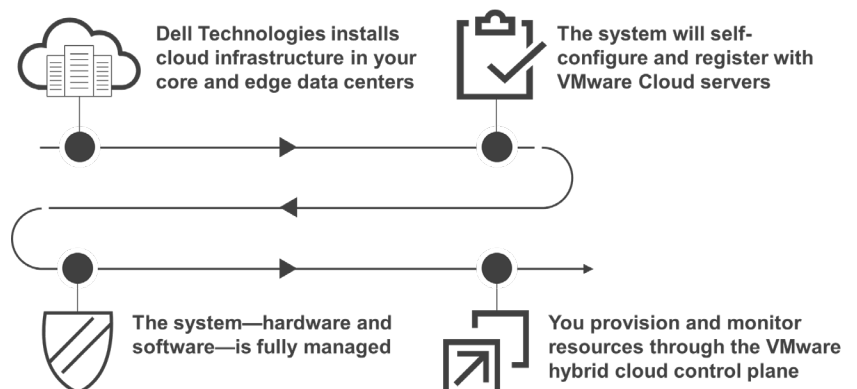 Dell Technologies installs
cloud infrastructure in your
core and edge data centers
The system will self-
configure and register with
VMware Cloud servers
The system—hardware and
software—is fully managed
You provision and monitor
resources through the VMware
hybrid cloud control plane